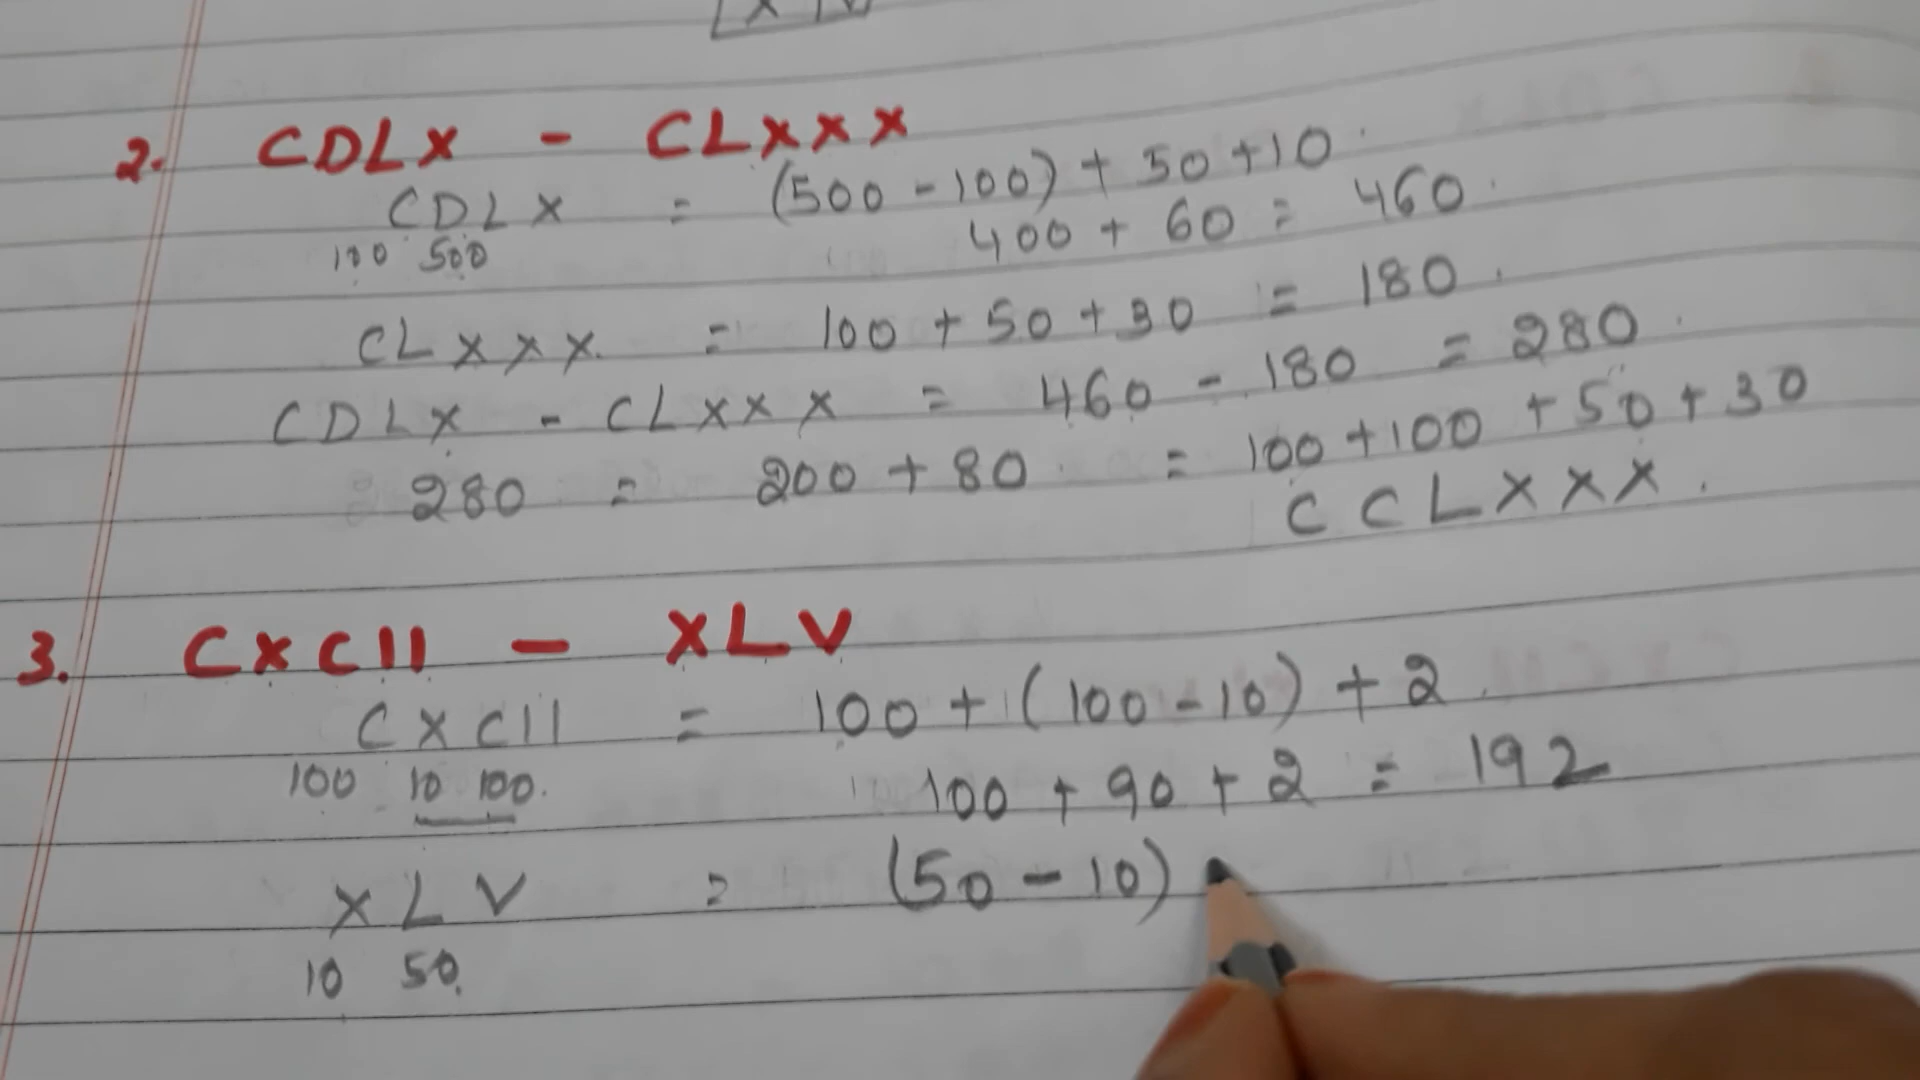 2. CDLX - CLXXX
CDLX = (500 - 100) + 50 + 10
100 500 400 + 60 = 460
CLXXX = 100 + 50 + 30 = 180
CDLX - CLXXX = 460 - 180 = 280
280 = 200 + 80 = 100 + 100 + 50 + 30
CCLXXX.
3. CXCII - XLV
CXCII = 100 + (100 - 10) + 2
100 10 100. 100 + 90 + 2 = 192
XLV = (50 - 10)
10 50.